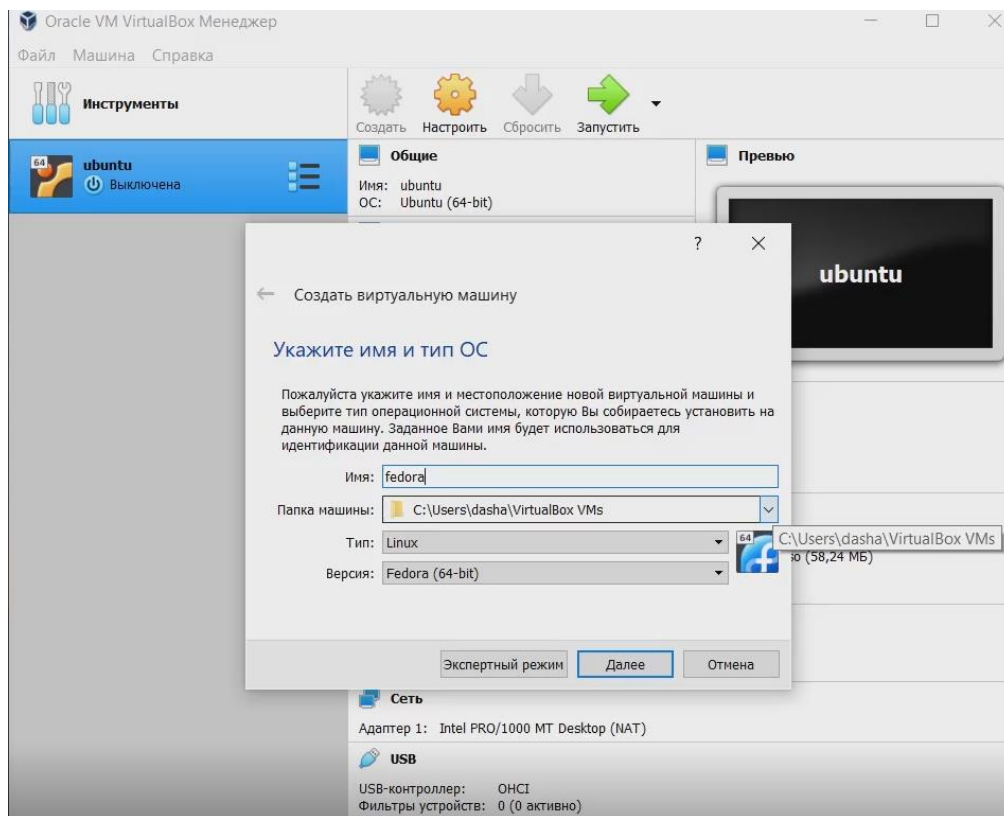 Oracle VM VirtualBox Менеджер
Файл Машина Справка
Инструменты
Создать Настроить Сбросить Запустить
64 ubuntu
Выключена
Общие
Имя: ubuntu
ОС: Ubuntu (64-bit)
Превью
ubuntu
?
Создать виртуальную машину
Укажите имя и тип ОС
Пожалуйста укажите имя и местоположение новой виртуальной машины и
выберите тип операционной системы, которую Вы собираетесь установить на
данную машину. Заданное Вами имя будет использоваться для
идентификации данной машины.
Имя: fedora
Папка машины: C:\Users\dasha\VirtualBox VMs
Тип: Linux
64
C:\Users\dasha\VirtualBox VMs
Версия: Fedora (64-bit)
so (58,24 МБ)
Экспертный режим Далее Отмена
Сеть
Адаптер 1: Intel PRO/1000 MT Desktop (NAT)
USB
USB-контроллер: OHCI
Фильтры устройств: 0 (0 активно)